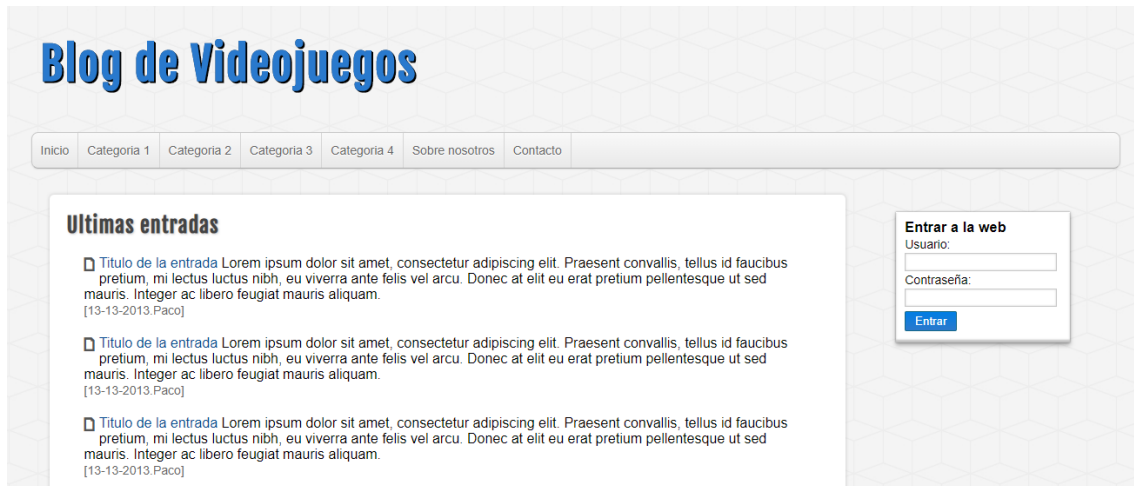 Blog de Videojuegos
Inicio Categoria 1 Categoria 2 Categoria 3 Categoria 4 Sobre nosotros Contacto
Ultimas entradas
Titulo de la entrada Lorem ipsum dolor sit amet, consectetur adipiscing elit. Praesent convallis, tellus id faucibus
pretium, mi lectus luctus nibh, eu viverra ante felis vel arcu. Donec at elit eu erat pretium pellentesque ut sed
mauris. Integer ac libero feugiat mauris aliquam.
[13-13-2013.Paco]
Titulo de la entrada Lorem ipsum dolor sit amet, consectetur adipiscing elit. Praesent convallis, tellus id faucibus
pretium, mi lectus luctus nibh, eu viverra ante felis vel arcu. Donec at elit eu erat pretium pellentesque ut sed
mauris. Integer ac libero feugiat mauris aliquam.
[13-13-2013.Paco]
Titulo de la entrada Lorem ipsum dolor sit amet, consectetur adipiscing elit. Praesent convallis, tellus id faucibus
pretium, mi lectus luctus nibh, eu viverra ante felis vel arcu. Donec at elit eu erat pretium pellentesque ut sed
mauris. Integer ac libero feugiat mauris aliquam.
[13-13-2013.Paco]
Entrar a la web
Usuario:
Contraseña:
Entrar